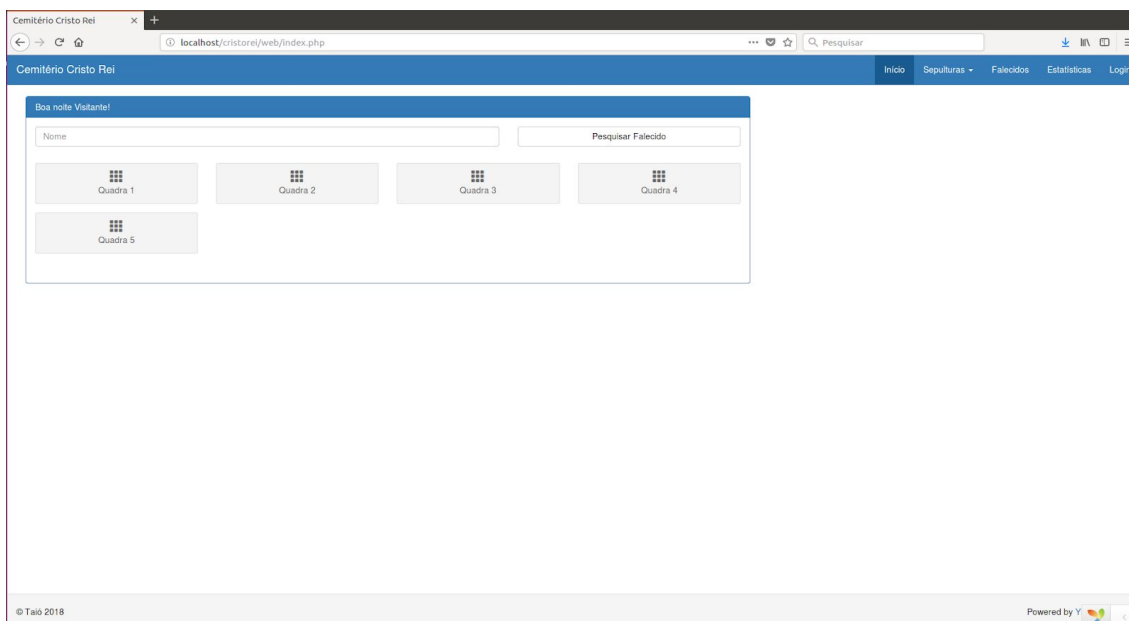 Cemitério Cristo Rei
localhost/cristorei/web/index.php
Pesquisar
Cemitério Cristo Rei
Início Sepulturas Falecidos Estatísticas Login
Boa noite Visitante!
Nome
Pesquisar Falecido
Quadra 1 Quadra 2 Quadra 3 Quadra 4
Quadra 5
© Taió 2018
Powered by Y